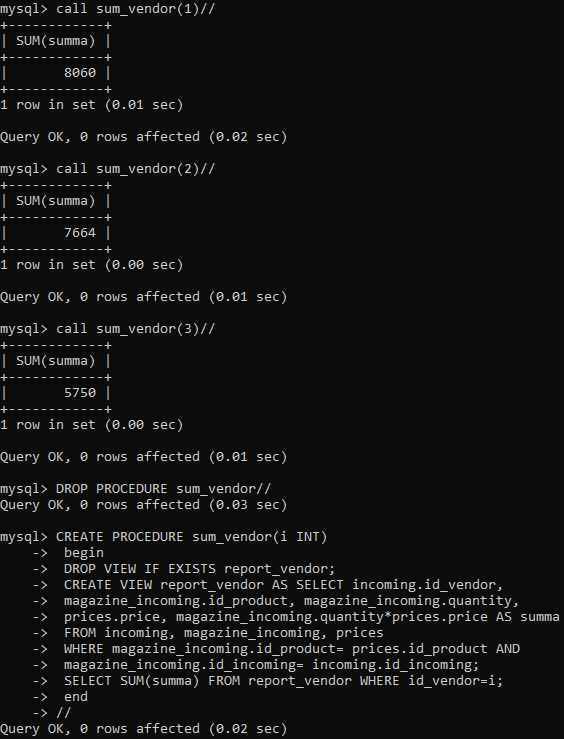 mysql> call sum_vendor(1)//
+------------+
| SUM(summa) |
+------------+
|       8060 |
+------------+
1 row in set (0.01 sec)
Query OK, 0 rows affected (0.02 sec)
mysql> call sum_vendor(2)//
+------------+
| SUM(summa) |
+------------+
|       7664 |
+------------+
1 row in set (0.00 sec)
Query OK, 0 rows affected (0.01 sec)
mysql> call sum_vendor(3)//
+------------+
| SUM(summa) |
+------------+
|       5750 |
+------------+
1 row in set (0.00 sec)
Query OK, 0 rows affected (0.01 sec)
mysql> DROP PROCEDURE sum_vendor//
Query OK, 0 rows affected (0.03 sec)
mysql> CREATE PROCEDURE sum_vendor(i INT)
    ->  begin
    ->  DROP VIEW IF EXISTS report_vendor;
    ->  CREATE VIEW report_vendor AS SELECT incoming.id_vendor,
    ->  magazine_incoming.id_product, magazine_incoming.quantity,
    ->  prices.price, magazine_incoming.quantity*prices.price AS summa
    ->  FROM incoming, magazine_incoming, prices
    ->  WHERE magazine_incoming.id_product= prices.id_product AND
    ->  magazine_incoming.id_incoming= incoming.id_incoming;
    ->  SELECT SUM(summa) FROM report_vendor WHERE id_vendor=i;
    ->  end
    -> //
Query OK, 0 rows affected (0.02 sec)